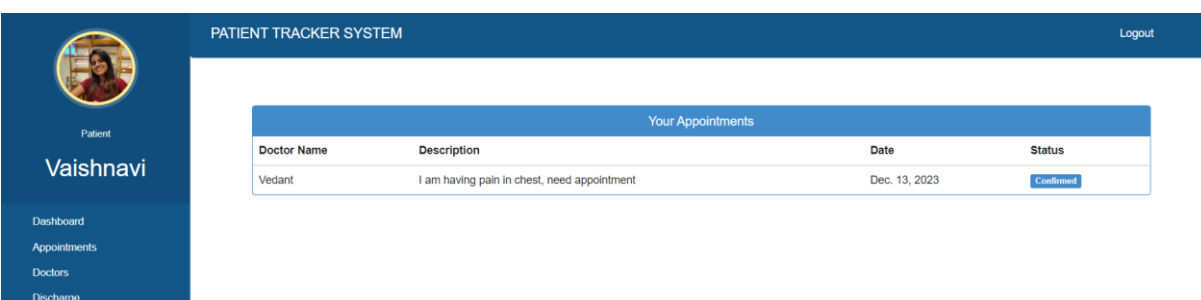 PATIENT TRACKER SYSTEM
Logout
Patient
Vaishnavi
Dashboard
Appointments
Doctors
Discharge
Your Appointments
Doctor Name Description Date Status
Vedant I am having pain in chest, need appointment Dec. 13, 2023 Confirmed